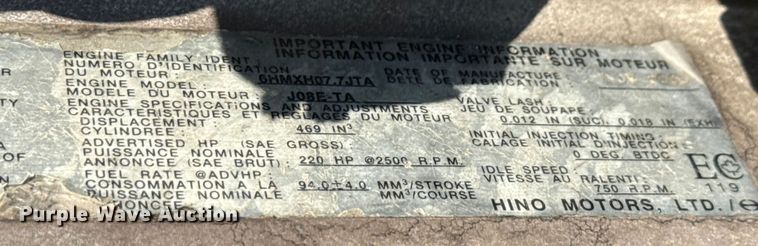 IMPORTANT ENGINE INFORMATION
INFORMATION IMPORTANTE SUR MOTEUR
ENGINE FAMILY IDENT.
NUMERO D'IDENTIFICATION
DU MOTEUR: 6HMXH07.7JTA
DATE OF MANUFACTURE
DETE DE FABRICATION
ENGINE MODEL:
MODELE DU MOTEUR: J08E-TA
ENGINE SPECIFICATIONS AND ADJUSTMENTS
CARACTERISTIQUES ET REGLAGES DU MOTEUR
VALVE LASH
JEU DE SOUPAPE:
0.012 IN (SUC), 0.018 IN (EXH
DISPLACEMENT
CYLINDREE: 469 IN³
INITIAL INJECTION TIMING:
CALAGE INITIAL D'INJECTION
0 DEG. BTDC
ADVERTISED HP (SAE GROSS)
PUISSANCE NOMINALE
ANNONCEE (SAE BRUT): 220 HP @2500 R.P.M.
IDLE SPEED
VITESSE AU RALENTI
750 R.P.M.
FUEL RATE @ADVHP:
CONSOMMATION A LA 94.0±4.0 MM³/STROKE
PUISSANCE NOMINALE MM³/COURSE
EC
119
HINO MOTORS, LTD./
Purple Wave Auction